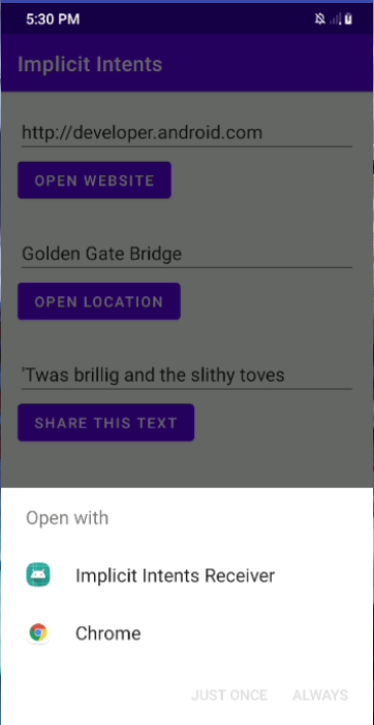 5:30 PM
Implicit Intents
http://developer.android.com
OPEN WEBSITE
Golden Gate Bridge
OPEN LOCATION
'Twas brillig and the slithy toves
SHARE THIS TEXT
Open with
Implicit Intents Receiver
Chrome
JUST ONCE ALWAYS